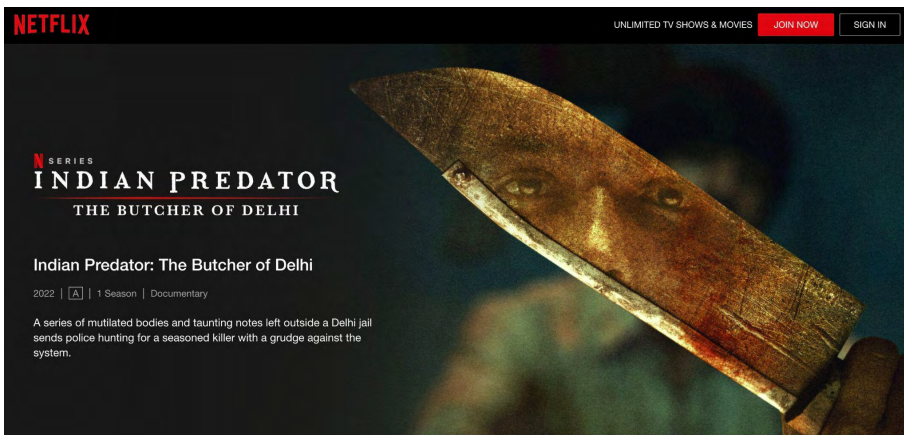 NETFLIX
UNLIMITED TV SHOWS & MOVIES
JOIN NOW
SIGN IN
N SERIES
INDIAN PREDATOR
THE BUTCHER OF DELHI
Indian Predator: The Butcher of Delhi
2022 | A | 1 Season | Documentary
A series of mutilated bodies and taunting notes left outside a Delhi jail
sends police hunting for a seasoned killer with a grudge against the
system.